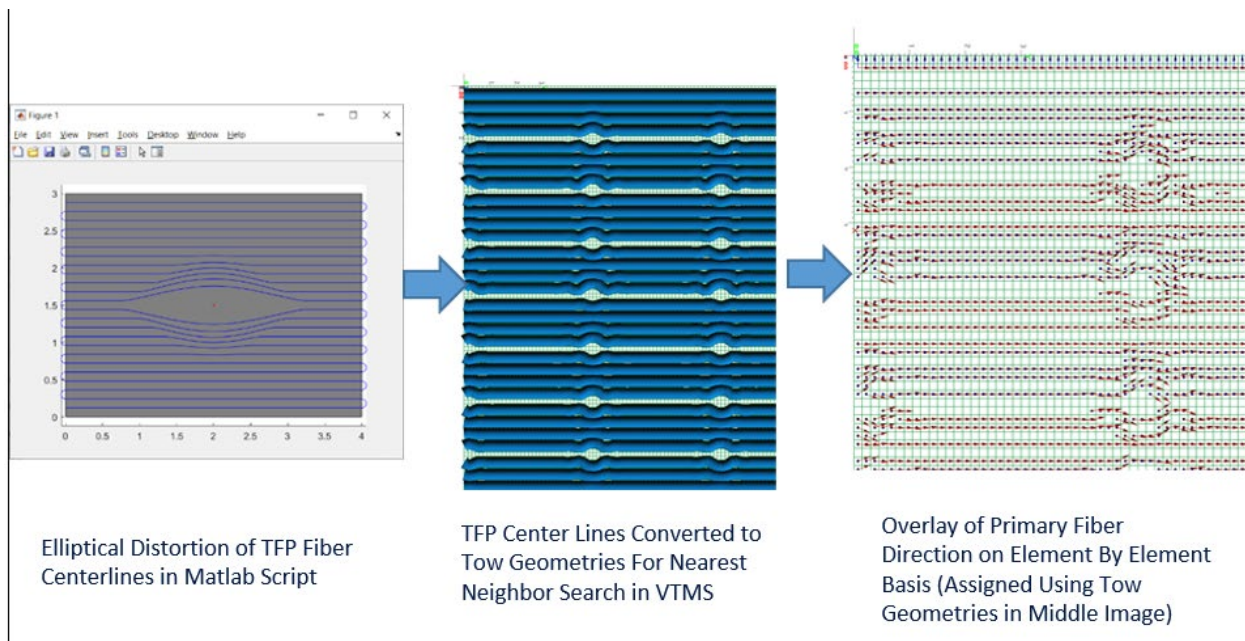 Figure 1
File Edit View Insert Tools Desktop Window Help
3
2.5
2
1.5
1
0.5
0
0 0.5 1 1.5 2 2.5 3 3.5 4
Elliptical Distortion of TFP Fiber
Centerlines in Matlab Script
TFP Center Lines Converted to
Tow Geometries For Nearest
Neighbor Search in VTMS
Overlay of Primary Fiber
Direction on Element By Element
Basis (Assigned Using Tow
Geometries in Middle Image)